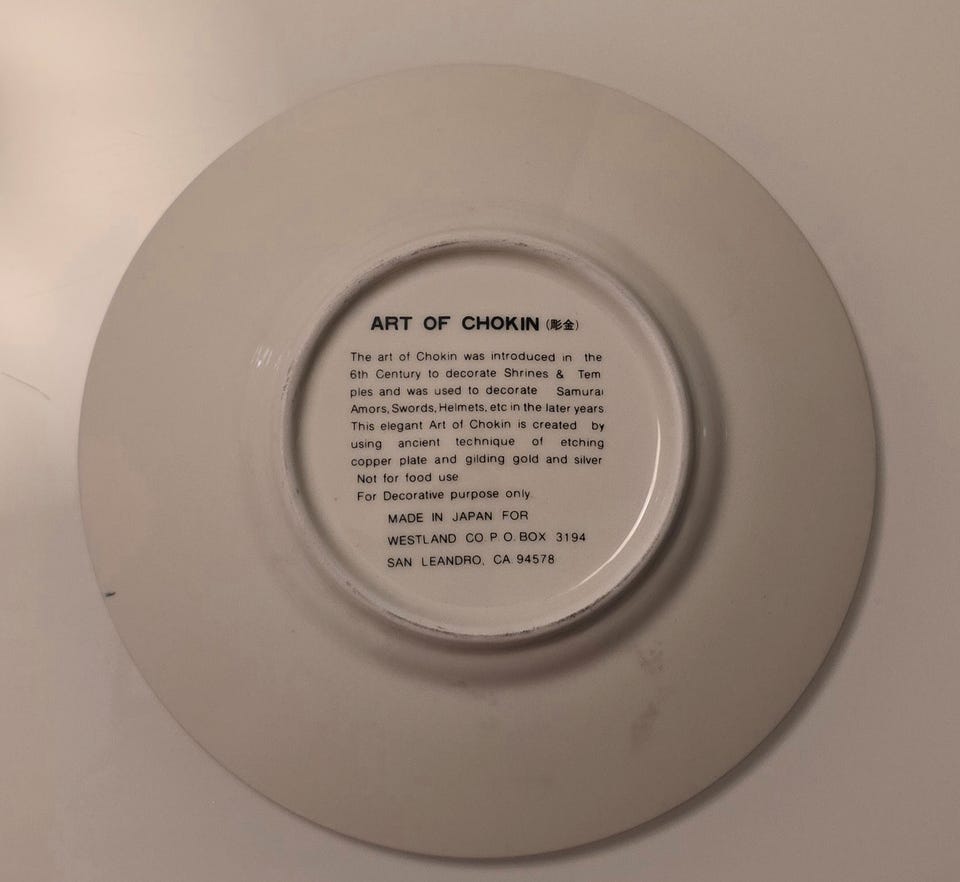 ART OF CHOKIN (彫金)
The art of Chokin was introduced in the
6th Century to decorate Shrines & Tem
ples and was used to decorate Samurai
Amors, Swords, Helmets, etc in the later years
This elegant Art of Chokin is created by
using ancient technique of etching
copper plate and gilding gold and silver
Not for food use
For Decorative purpose only
MADE IN JAPAN FOR
WESTLAND CO. P. O. BOX 3194
SAN LEANDRO, CA 94578